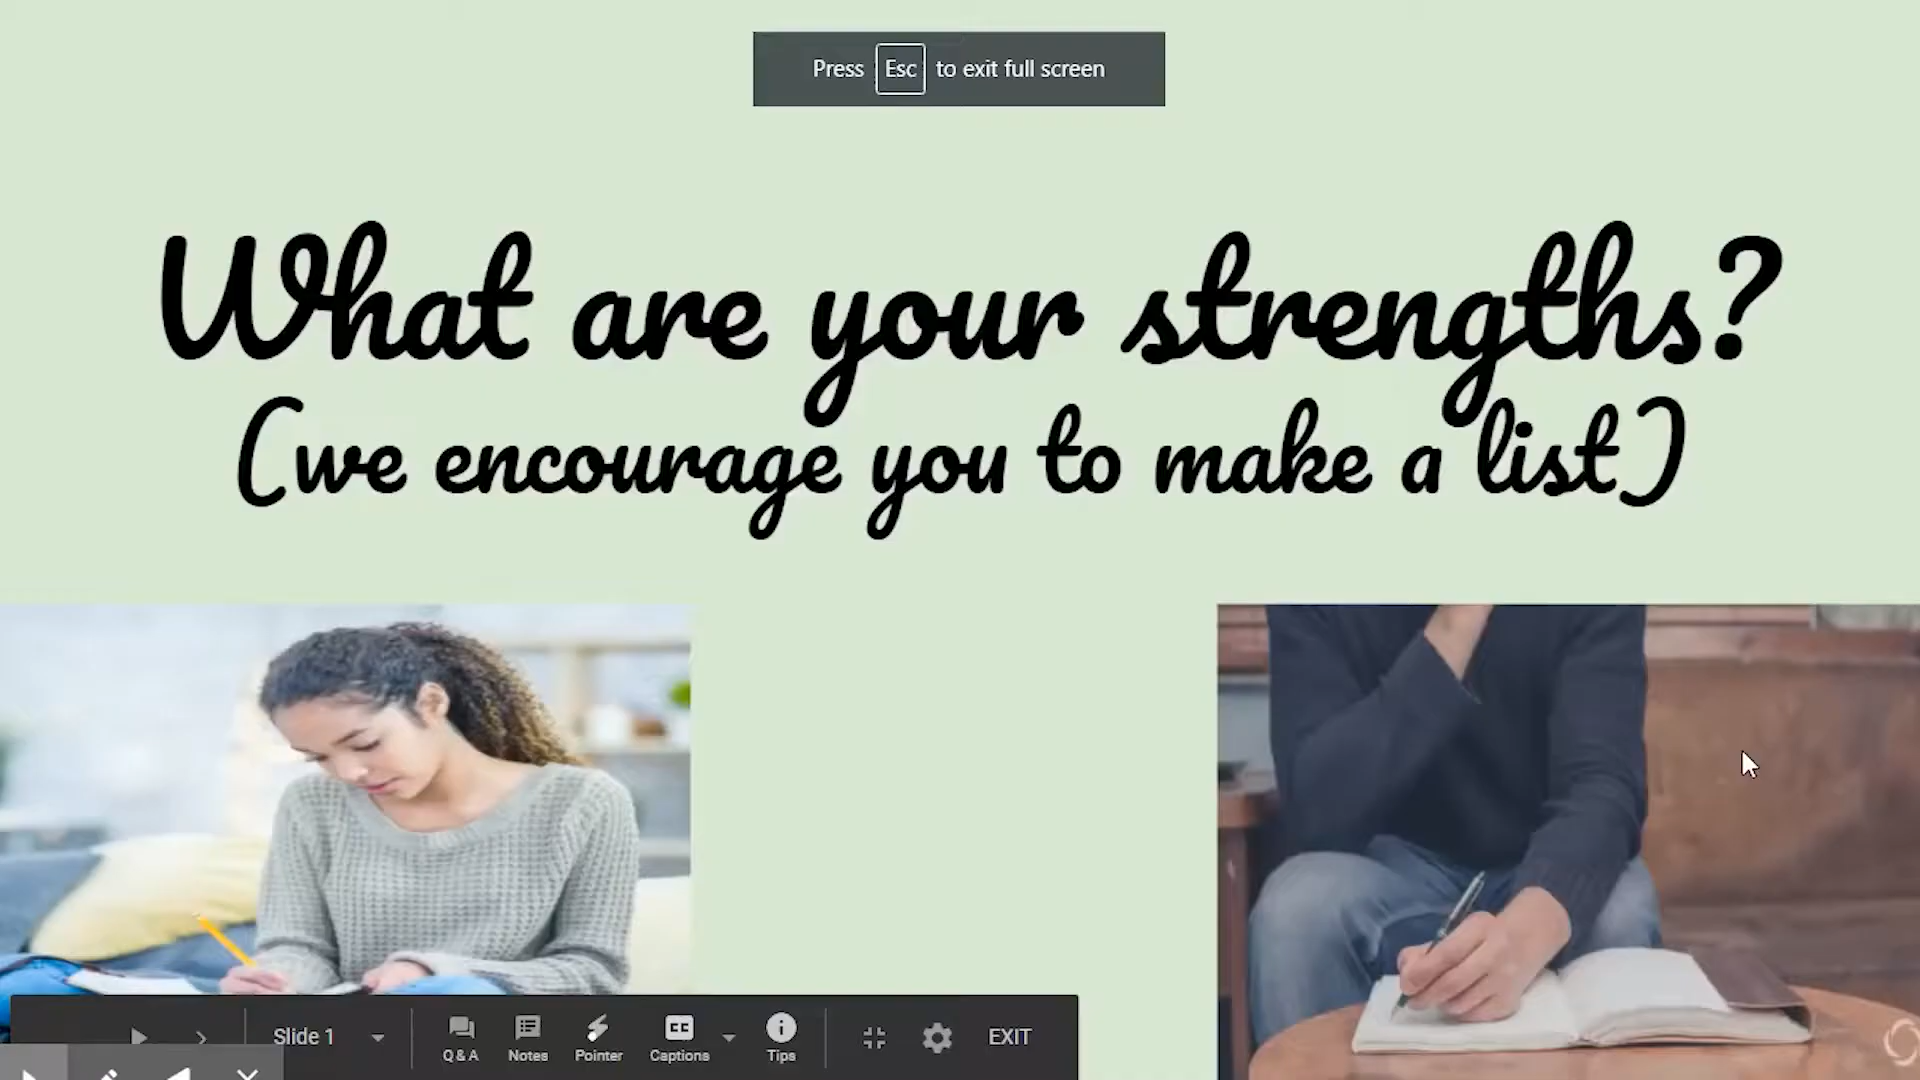 Press Esc to exit full screen
What are your strengths?
(we encourage you to make a list)
Slide 1
Q & A
Notes
Pointer
CC
Captions
Tips
EXIT